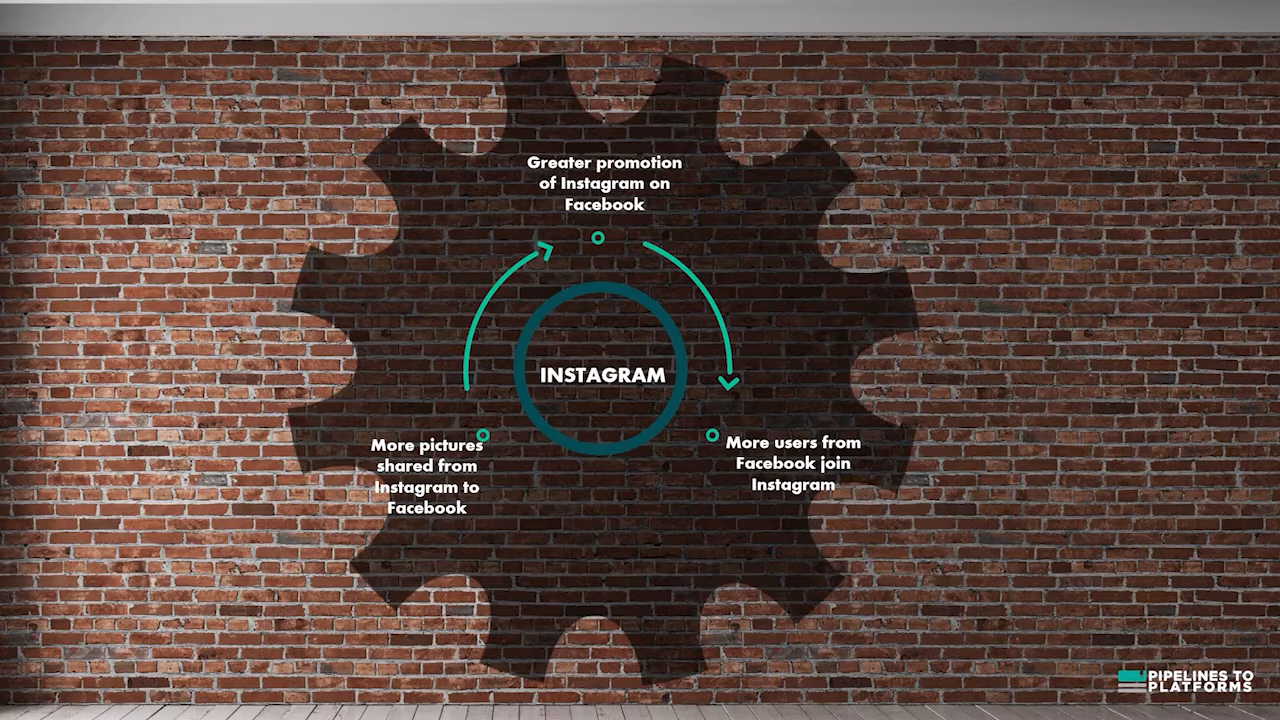 Greater promotion
of Instagram on
Facebook
INSTAGRAM
More pictures
shared from
Instagram to
Facebook
More users from
Facebook join
Instagram
PIPELINES TO
PLATFORMS